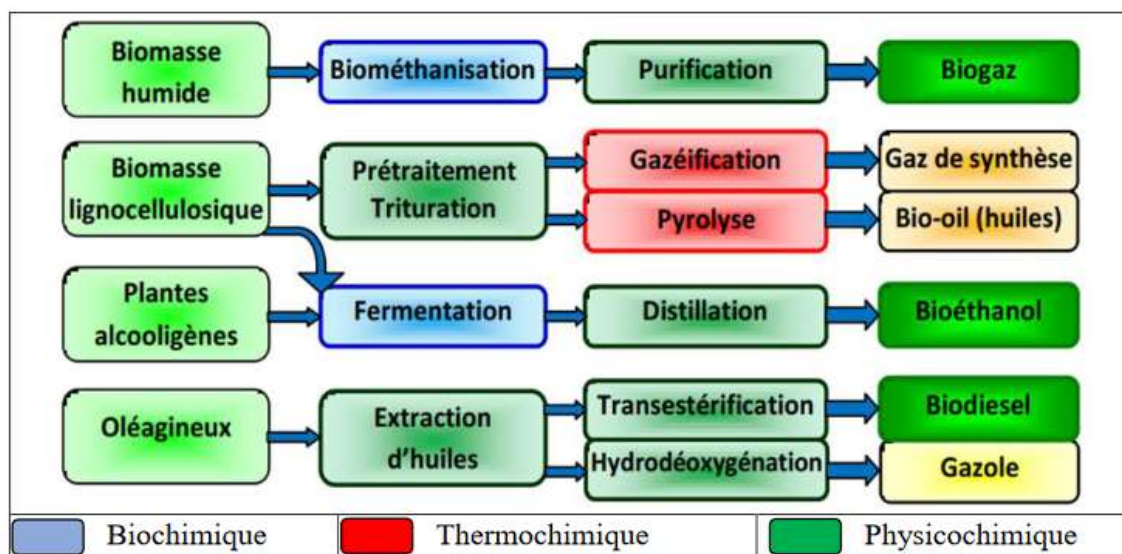 Biomasse
humide
Biométhanisation
Purification
Biogaz
Biomasse
lignocellulosique
Prétraitement
Trituration
Gazéification
Gaz de synthèse
Pyrolyse
Bio-oil (huiles)
Plantes
alcooligènes
Fermentation
Distillation
Bioéthanol
Oléagineux
Extraction
d'huiles
Transestérification
Biodiesel
Hydrodéoxygénation
Gazole
Biochimique
Thermochimique
Physicochimique